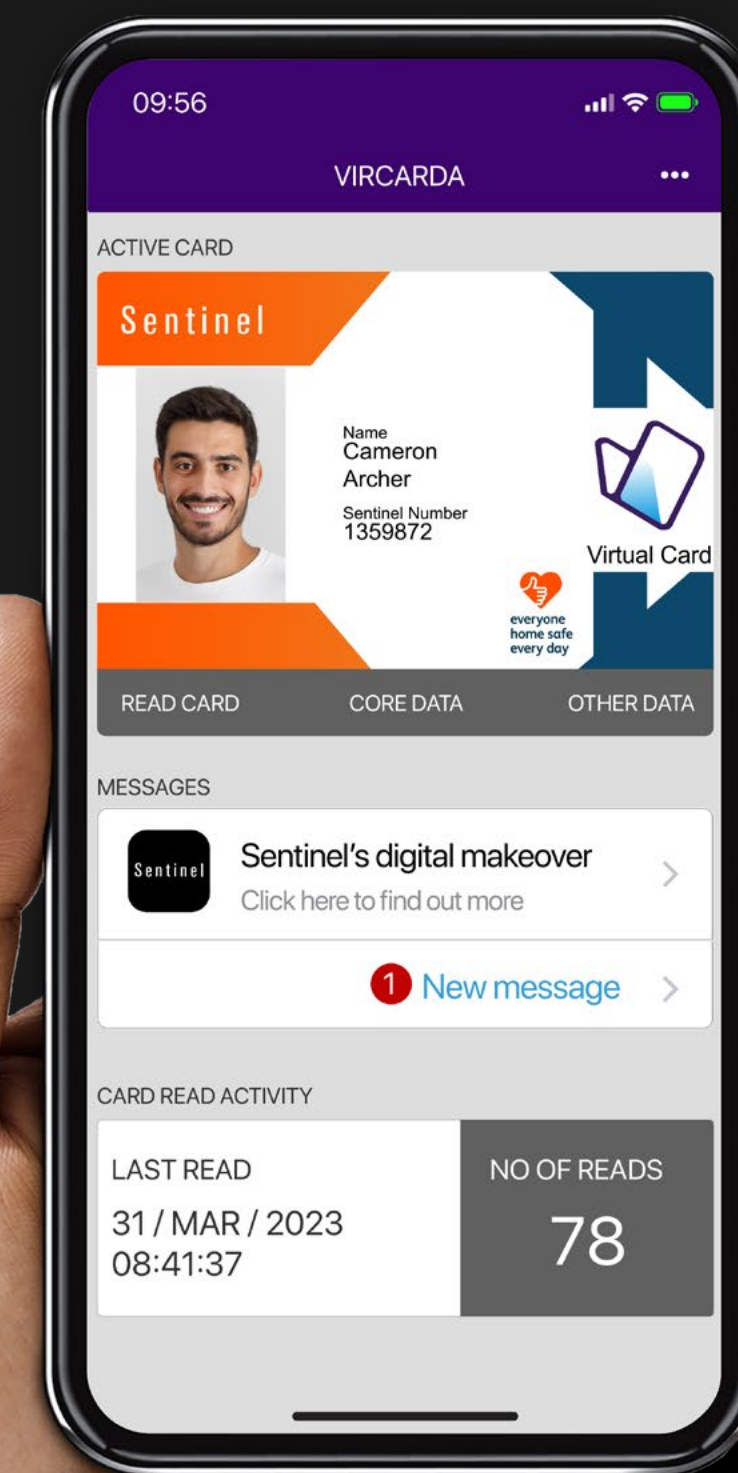 09:56
VIRCARDA
ACTIVE CARD
Sentinel
Name
Cameron
Archer
Sentinel Number
1359872
Virtual Card
everyone
home safe
every day
READ CARD CORE DATA OTHER DATA
MESSAGES
Sentinel
Sentinel's digital makeover
Click here to find out more
1 New message
CARD READ ACTIVITY
LAST READ
31 / MAR / 2023
08:41:37
NO OF READS
78